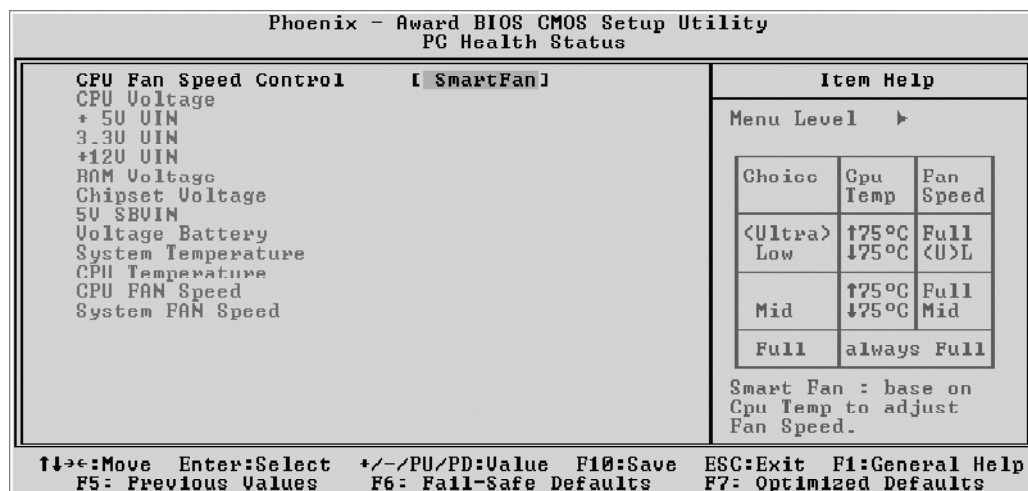 Phoenix - Award BIOS CMOS Setup Utility
PC Health Status
CPU Fan Speed Control [ SmartFan]
CPU Voltage
+ 5V VIN
3.3V VIN
+12V VIN
RAM Voltage
Chipset Voltage
5V SBVIN
Voltage Battery
System Temperature
CPU Temperature
CPU FAN Speed
System FAN Speed
Item Help
Menu Level ▸
Choice Cpu Fan
Temp Speed
<Ultra> ↑75ºC Full
Low ↓75ºC <U>L
↑75ºC Full
Mid ↓75ºC Mid
Full always Full
Smart Fan : base on
Cpu Temp to adjust
Fan Speed.
↑↓→←:Move Enter:Select +/-/PU/PD:Value F10:Save ESC:Exit F1:General Help
F5: Previous Values F6: Fail-Safe Defaults F7: Optimized Defaults